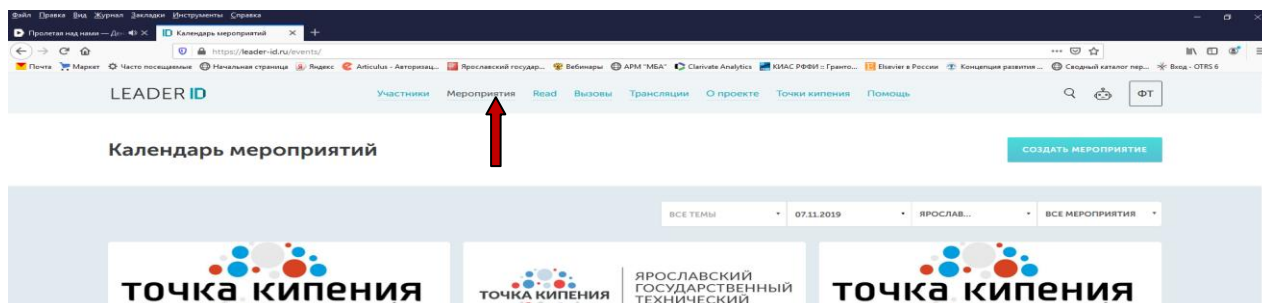 Файл Правка Вид Журнал Закладки Инструменты Справка
Пролетая над нами — Де Календарь мероприятий
https://leader-id.ru/events/
Почта Маркет Часто посещаемые Начальная страница Яндекс Articulus - Авторизац... Ярославский государ... Вебинары АРМ "МБА" Clarivate Analytics КИАС РФФИ :: Гранто... Elsevier в России Концепция развития ... Сводный каталог пер... Вход - OTRS 6
LEADER ID Участники Мероприятия Read Вызовы Трансляции О проекте Точки кипения Помощь ФТ
Календарь мероприятий СОЗДАТЬ МЕРОПРИЯТИЕ
ВСЕ ТЕМЫ 07.11.2019 ЯРОСЛАВ... ВСЕ МЕРОПРИЯТИЯ
точка кипения точка кипения ЯРОСЛАВСКИЙ ГОСУДАРСТВЕННЫЙ ТЕХНИЧЕСКИЙ точка кипения